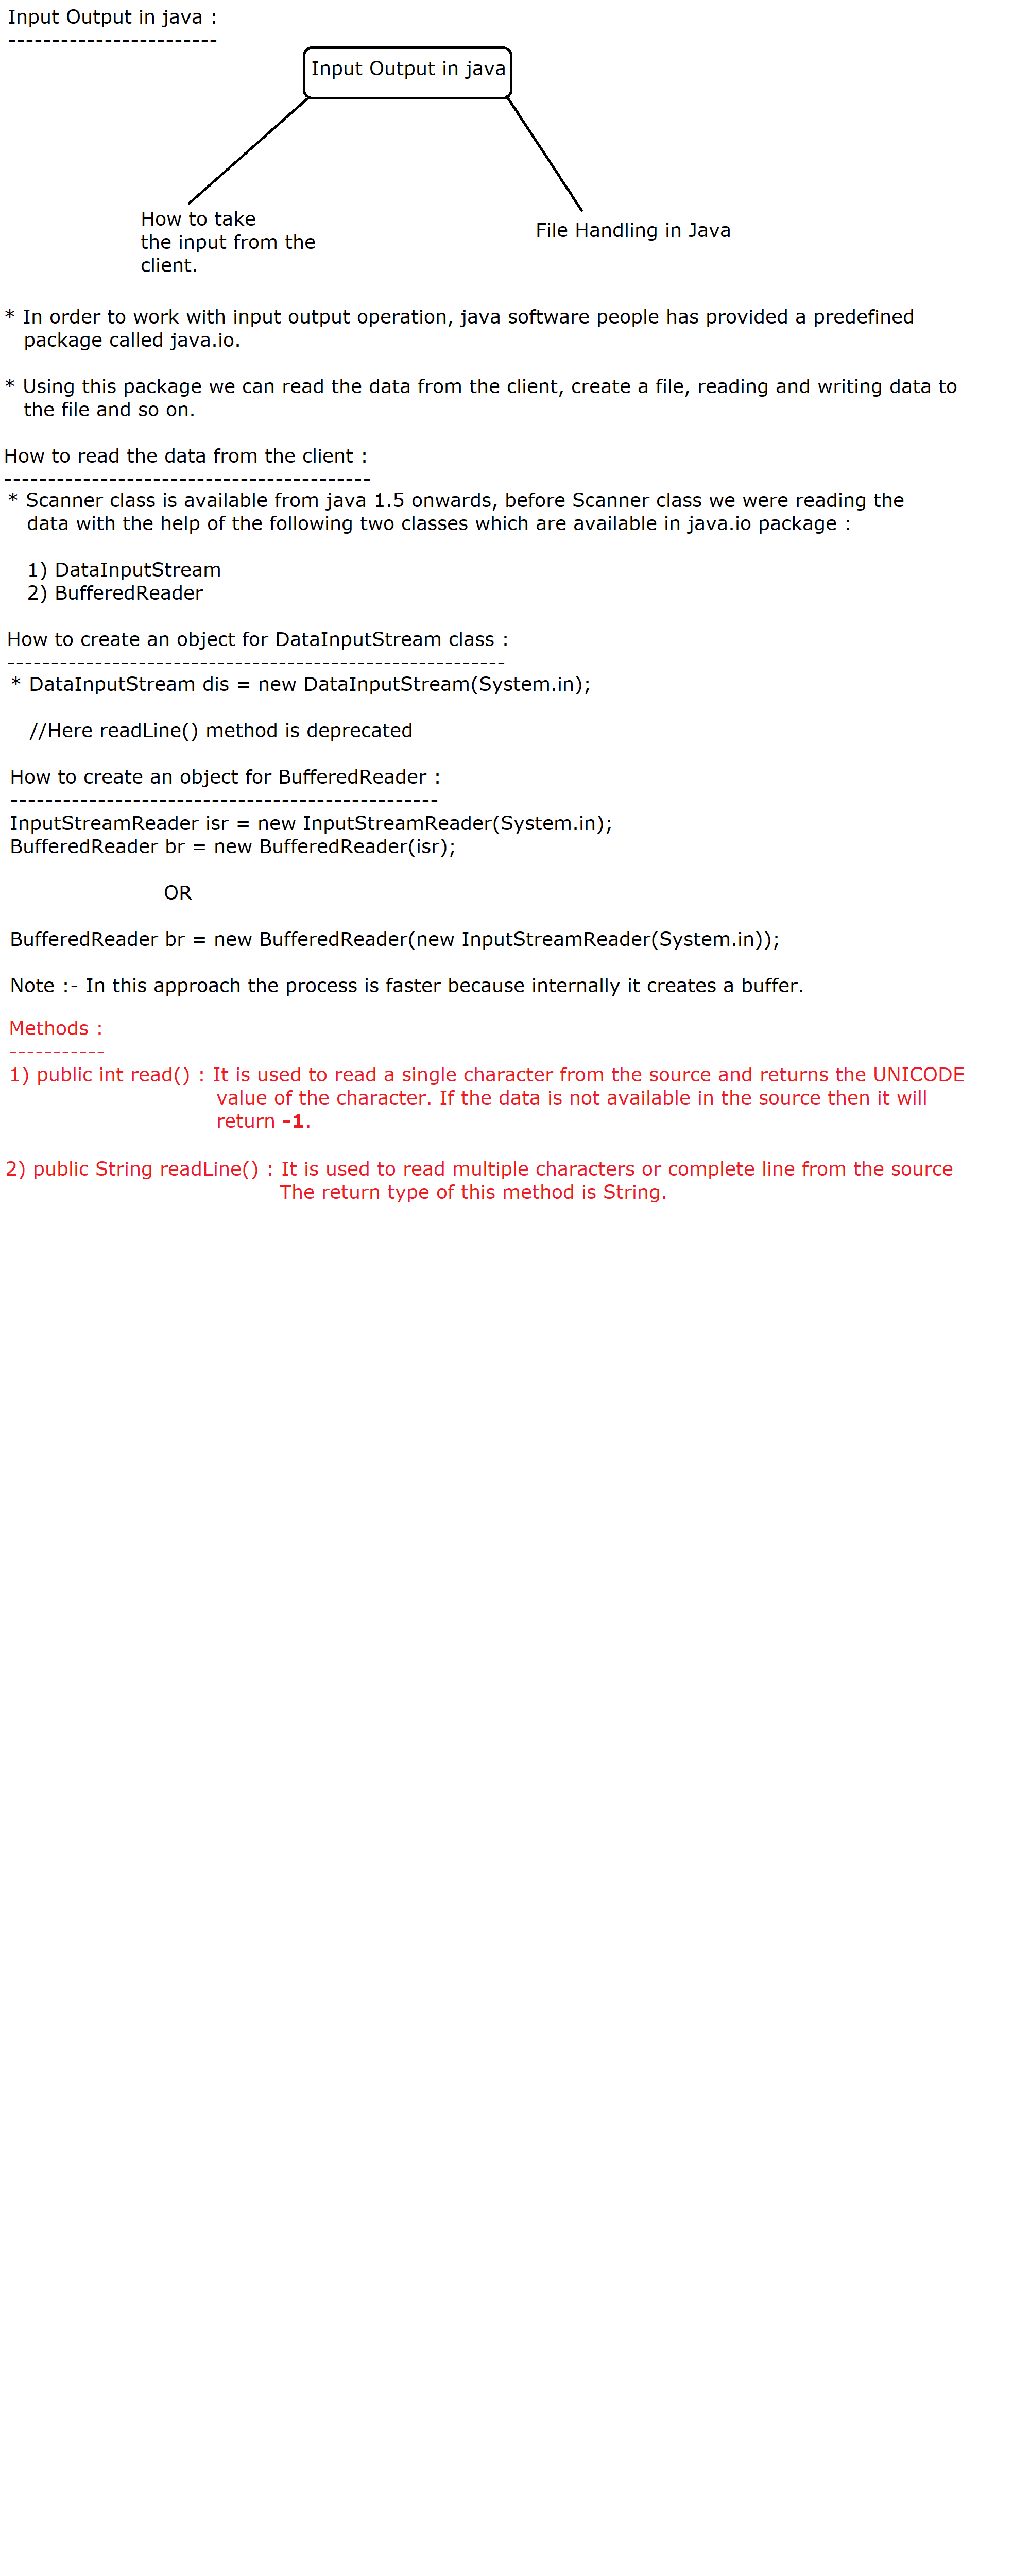 Input Output in java :
------------------------
Input Output in java
How to take
the input from the
client.
File Handling in Java
* In order to work with input output operation, java software people has provided a predefined
package called java.io.
* Using this package we can read the data from the client, create a file, reading and writing data to
the file and so on.
How to read the data from the client :
------------------------------------------
* Scanner class is available from java 1.5 onwards, before Scanner class we were reading the
data with the help of the following two classes which are available in java.io package :
1) DataInputStream
2) BufferedReader
How to create an object for DataInputStream class :
---------------------------------------------------------
* DataInputStream dis = new DataInputStream(System.in);
//Here readLine() method is deprecated
How to create an object for BufferedReader :
-------------------------------------------------
InputStreamReader isr = new InputStreamReader(System.in);
BufferedReader br = new BufferedReader(isr);
OR
BufferedReader br = new BufferedReader(new InputStreamReader(System.in));
Note :- In this approach the process is faster because internally it creates a buffer.
Methods :
-----------
1) public int read() : It is used to read a single character from the source and returns the UNICODE
value of the character. If the data is not available in the source then it will
return -1.
2) public String readLine() : It is used to read multiple characters or complete line from the source
The return type of this method is String.